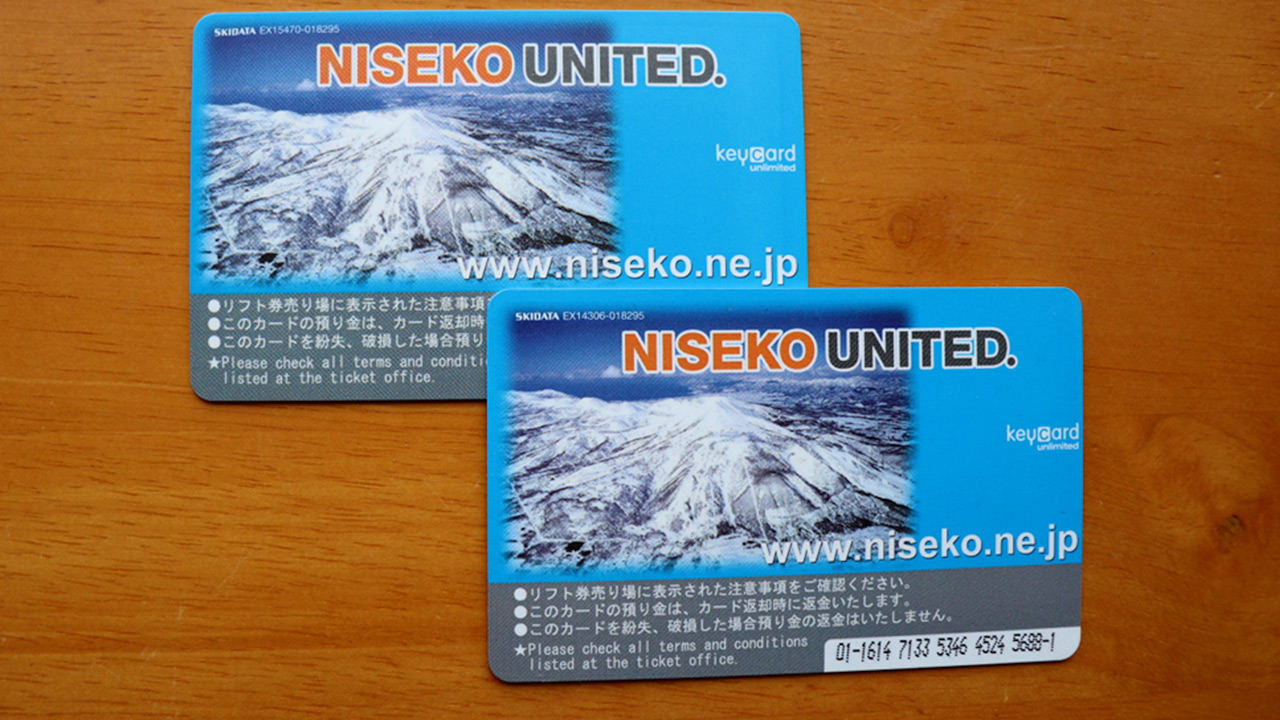 SKIDATA EX15470-018295
NISEKO UNITED.
keycard
unlimited
www.niseko.ne.jp
●リフト券売り場に表示された注意事項
●このカードの預り金は、カード返却時
●このカードを紛失、破損した場合預り
★Please check all terms and conditi
listed at the ticket office.
SKIDATA EX14306-018295
NISEKO UNITED.
keycard
unlimited
www.niseko.ne.jp
●リフト券売り場に表示された注意事項をご確認ください。
●このカードの預り金は、カード返却時に返金いたします。
●このカードを紛失、破損した場合預り金の返金はいたしません。
★Please check all terms and conditions
listed at the ticket office.
01-1614 7133 5346 4524 5688-1